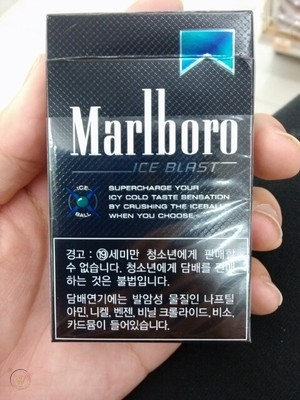 Marlboro
ICE BLAST
ICE
BALL
SUPERCHARGE YOUR
ICY COLD TASTE SENSATION
BY CRUSHING THE ICEBALL
WHEN YOU CHOOSE
경고 : ⑲세미만 청소년에게 판매할
수 없습니다. 청소년에게 담배를 판매
하는 것은 불법입니다.
담배연기에는 발암성 물질인 나프틸
아민, 니켈, 벤젠, 비닐 크롤라이드, 비소,
카드뮴이 들어있습니다.